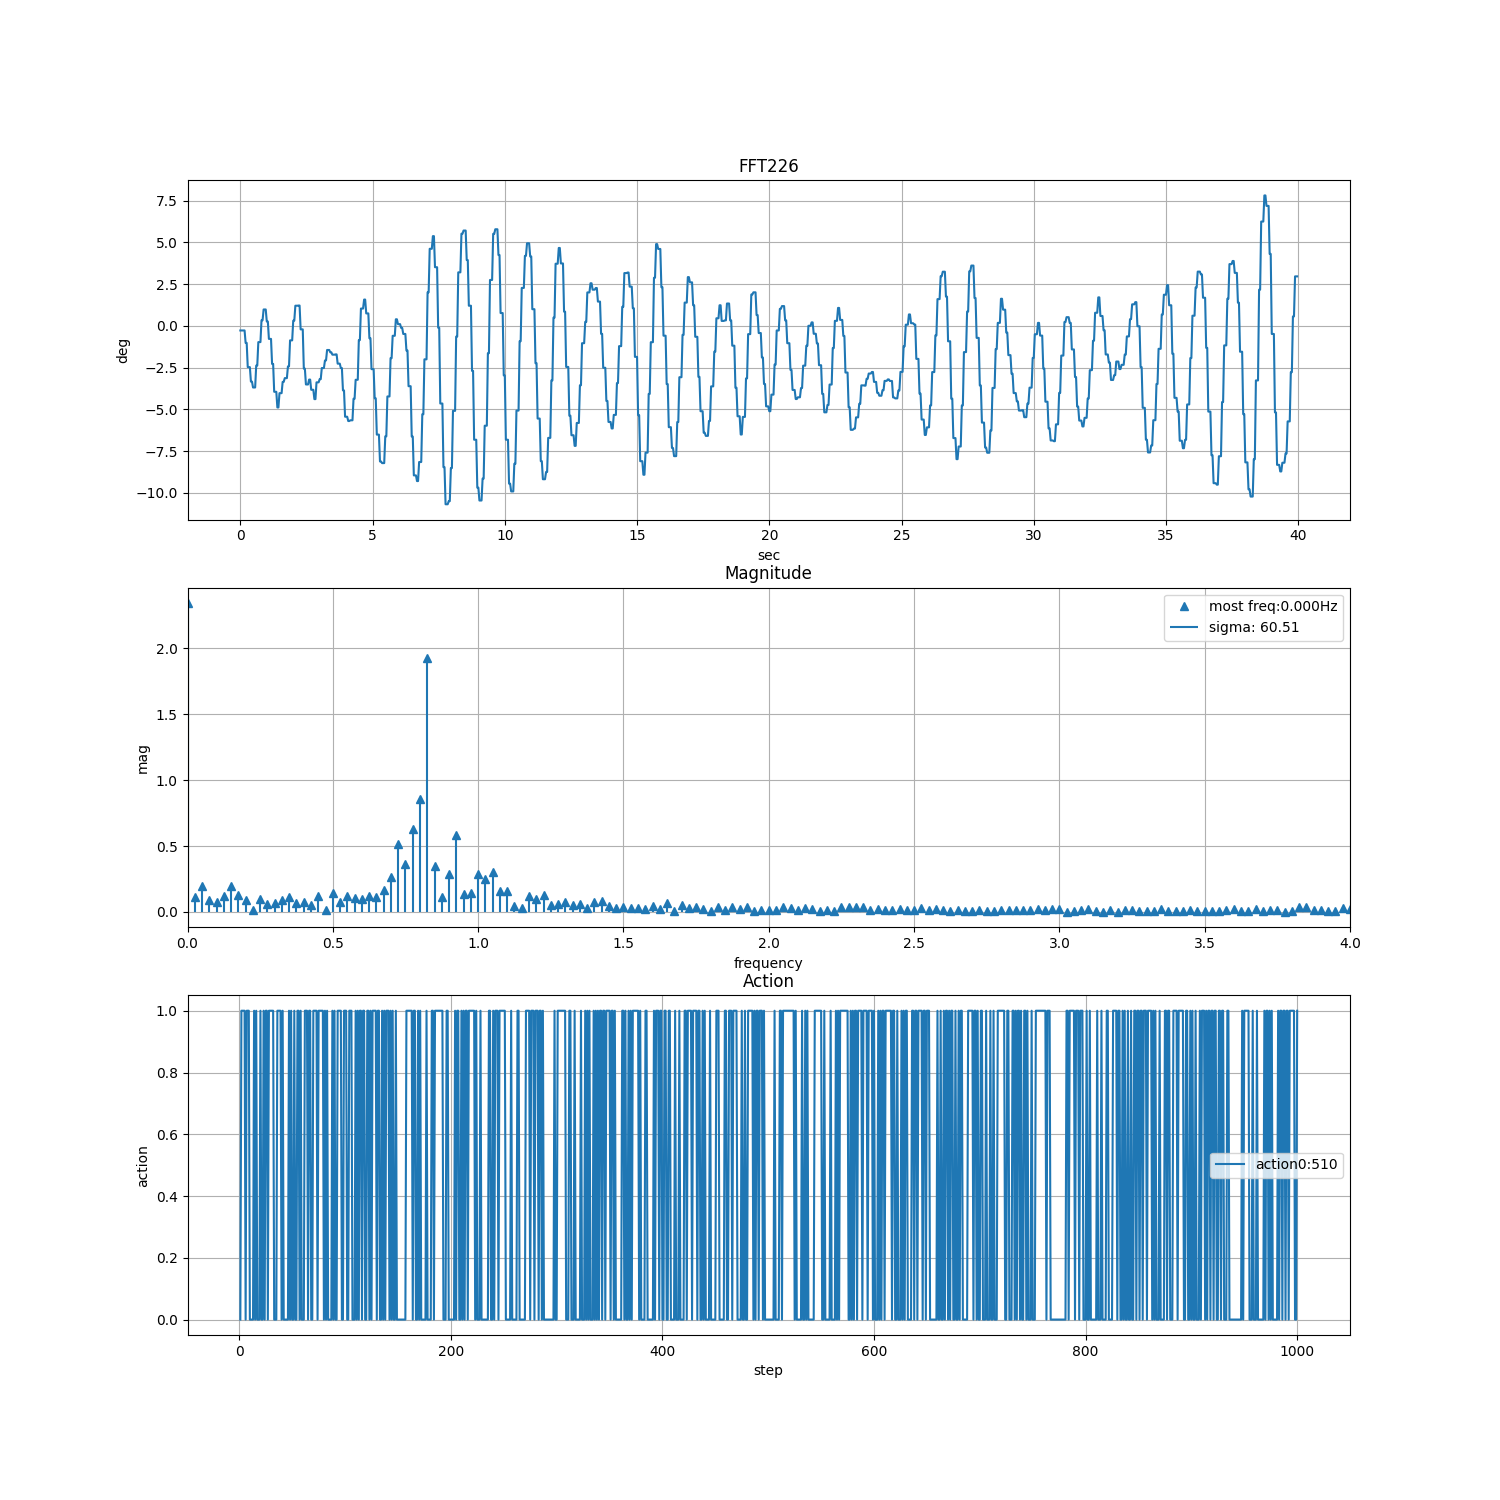 FFT226
7.5
5.0
2.5
0.0
−2.5
−5.0
−7.5
−10.0
deg
0 5 10 15 20 25 30 35 40
sec
Magnitude
most freq:0.000Hz
sigma: 60.51
2.0
1.5
1.0
0.5
0.0
mag
0.0 0.5 1.0 1.5 2.0 2.5 3.0 3.5 4.0
frequency
Action
1.0
0.8
0.6
0.4
0.2
0.0
action
action0:510
0 200 400 600 800 1000
step